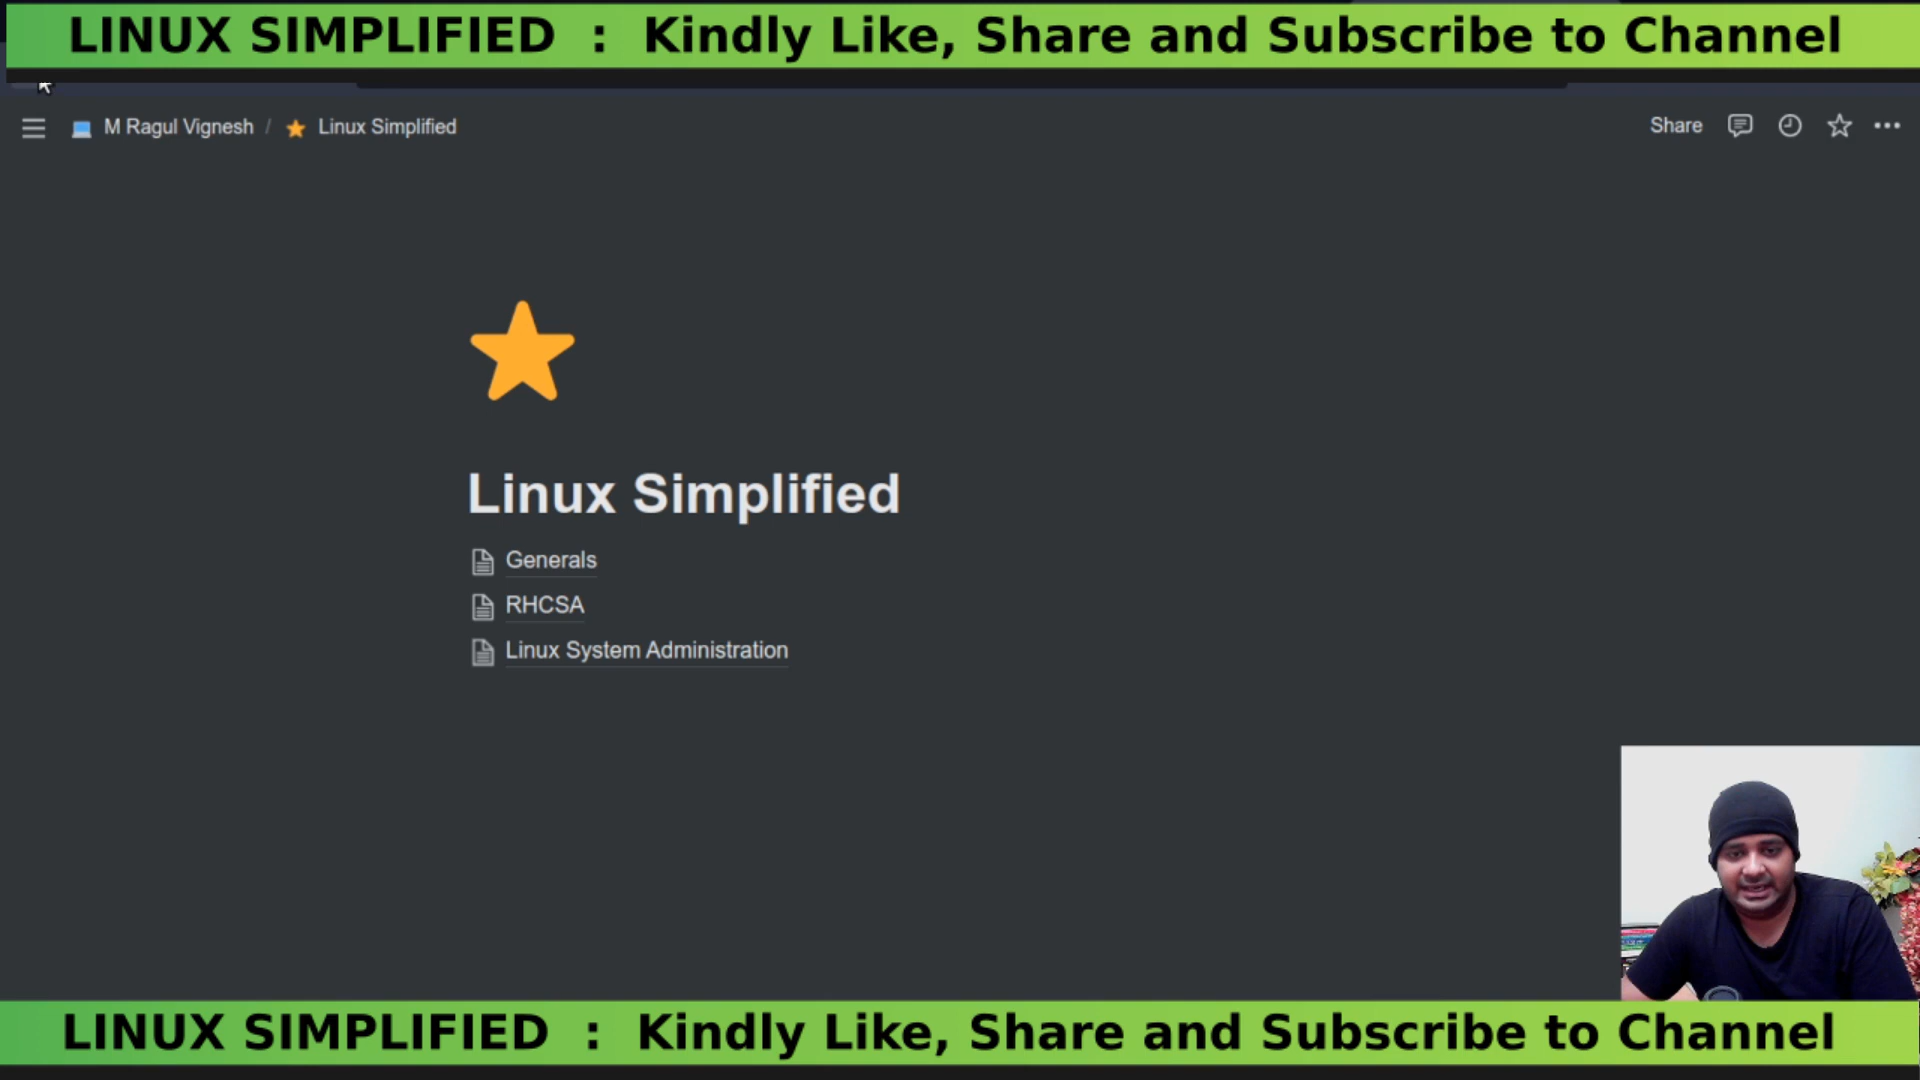 LINUX SIMPLIFIED : Kindly Like, Share and Subscribe to Channel
M Ragul Vignesh / Linux Simplified
Share
Linux Simplified
Generals
RHCSA
Linux System Administration
LINUX SIMPLIFIED : Kindly Like, Share and Subscribe to Channel